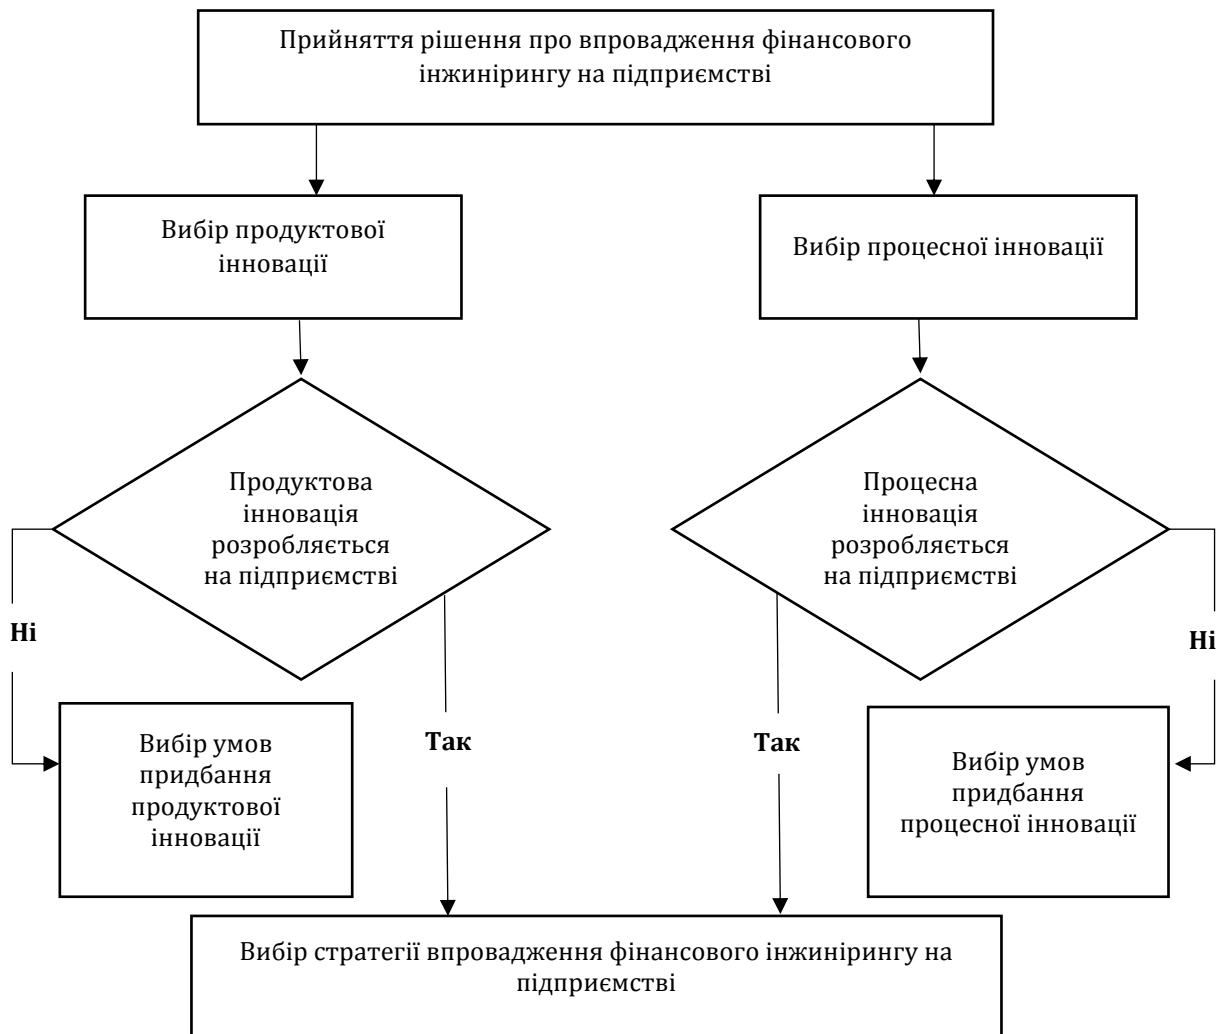 Прийняття рішення про впровадження фінансового
інжинірингу на підприємстві
Вибір продуктової
інновації
Вибір процесної інновації
Продуктова
інновація
розробляється
на підприємстві
Процесна
інновація
розробляється
на підприємстві
Ні
Ні
Так
Так
Вибір умов
придбання
продуктової
інновації
Вибір умов
придбання
процесної інновації
Вибір стратегії впровадження фінансового інжинірингу на
підприємстві